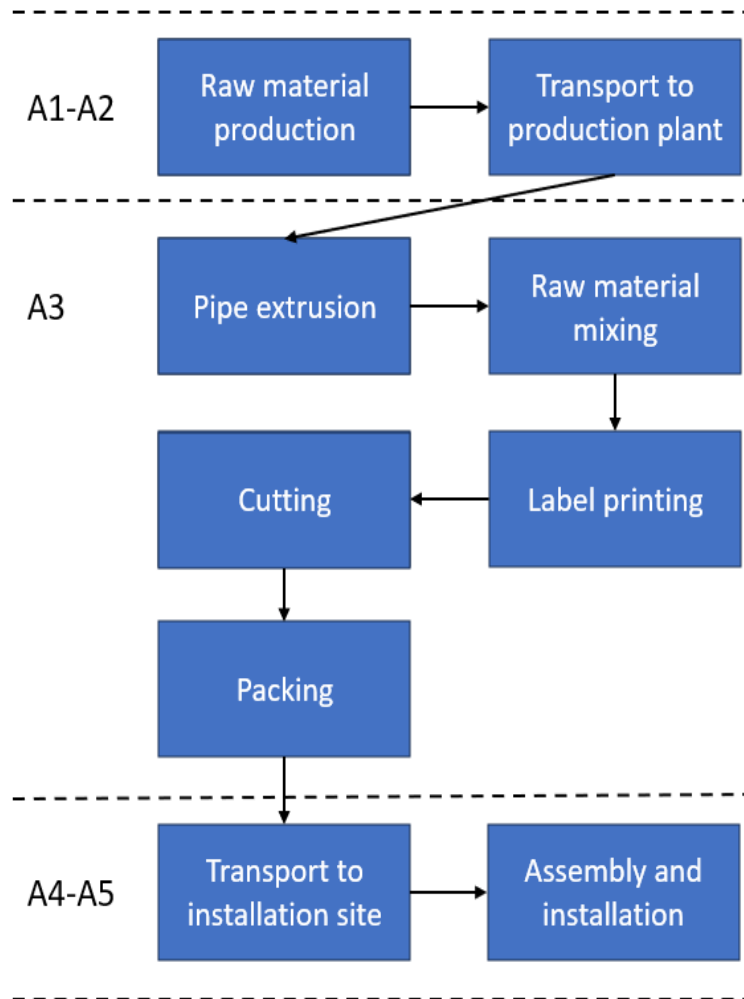 A1-A2
Raw material
production
Transport to
production plant
A3
Pipe extrusion
Raw material
mixing
Cutting
Label printing
Packing
A4-A5
Transport to
installation site
Assembly and
installation